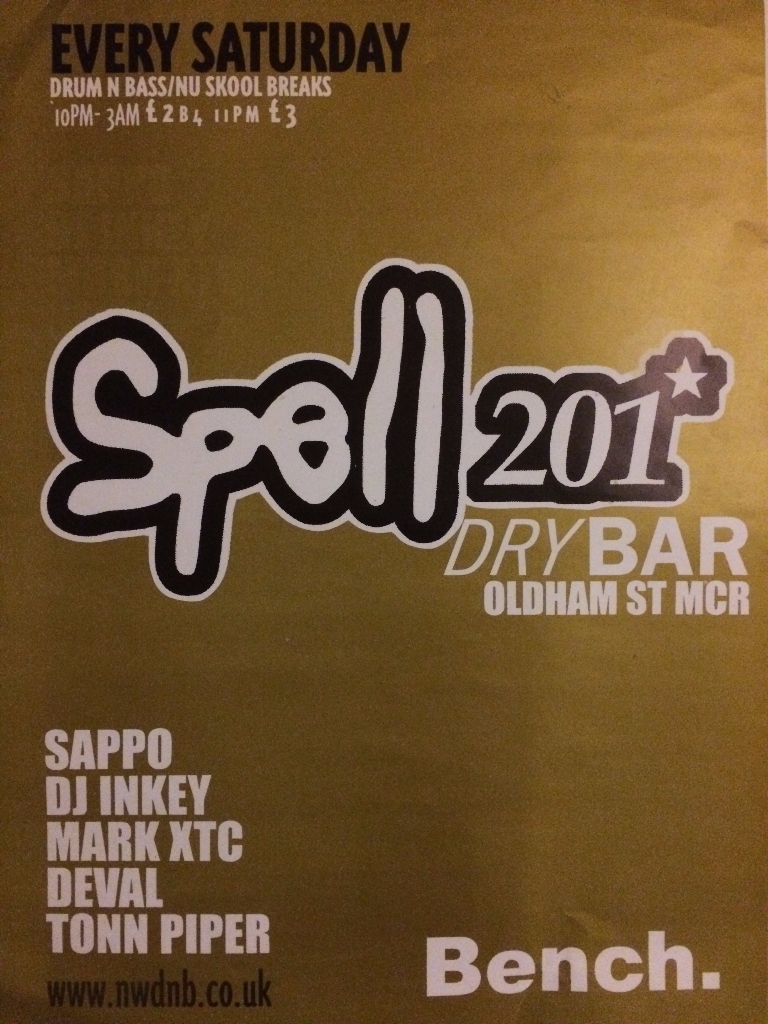 EVERY SATURDAY
DRUM N BASS/NU SKOOL BREAKS
10PM- 3AM £2 B4 11PM £3
Spell 201
DRYBAR
OLDHAM ST MCR
SAPPO
DJ INKEY
MARK XTC
DEVAL
TONN PIPER
www.nwdnb.co.uk
Bench.